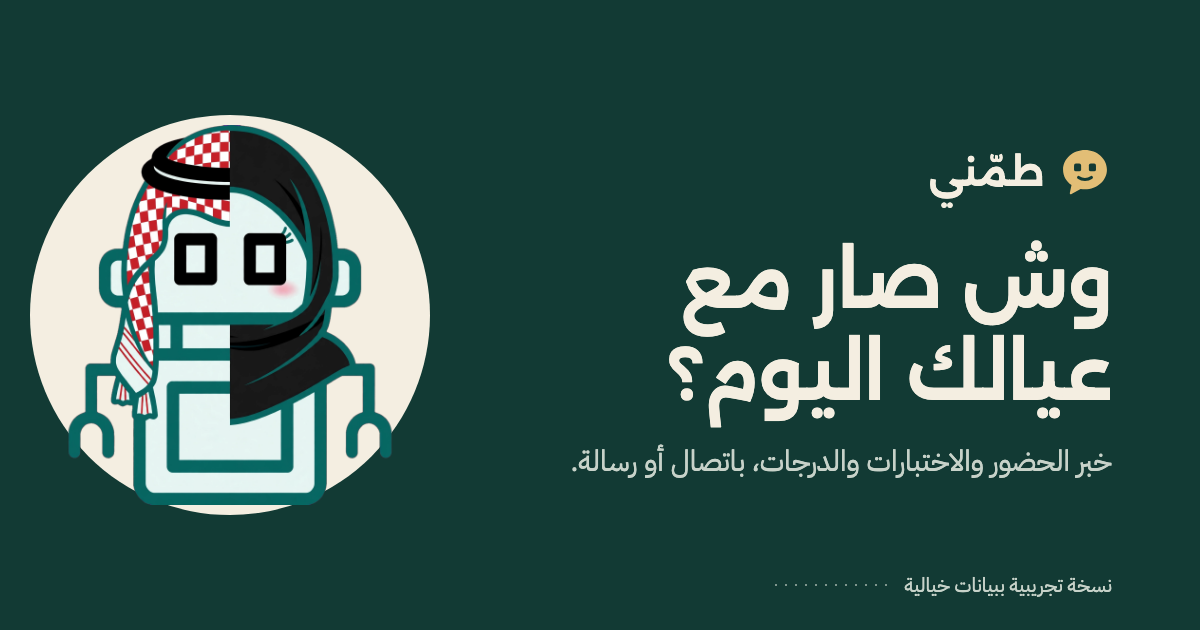 طمّني
وش صار مع
عيالك اليوم؟
خبر الحضور والاختبارات والدرجات، باتصال أو رسالة.
نسخة تجريبية ببيانات خيالية ············